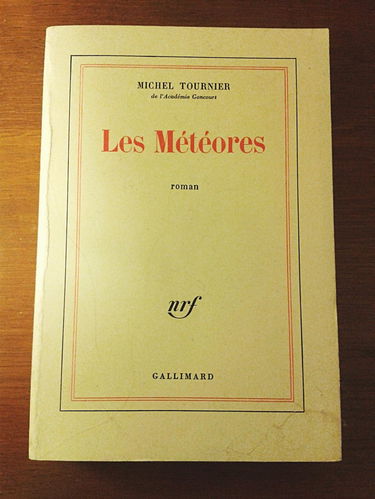 MICHEL TOURNIER
de l'Académie Goncourt
Les Météores
roman
nrf
GALLIMARD